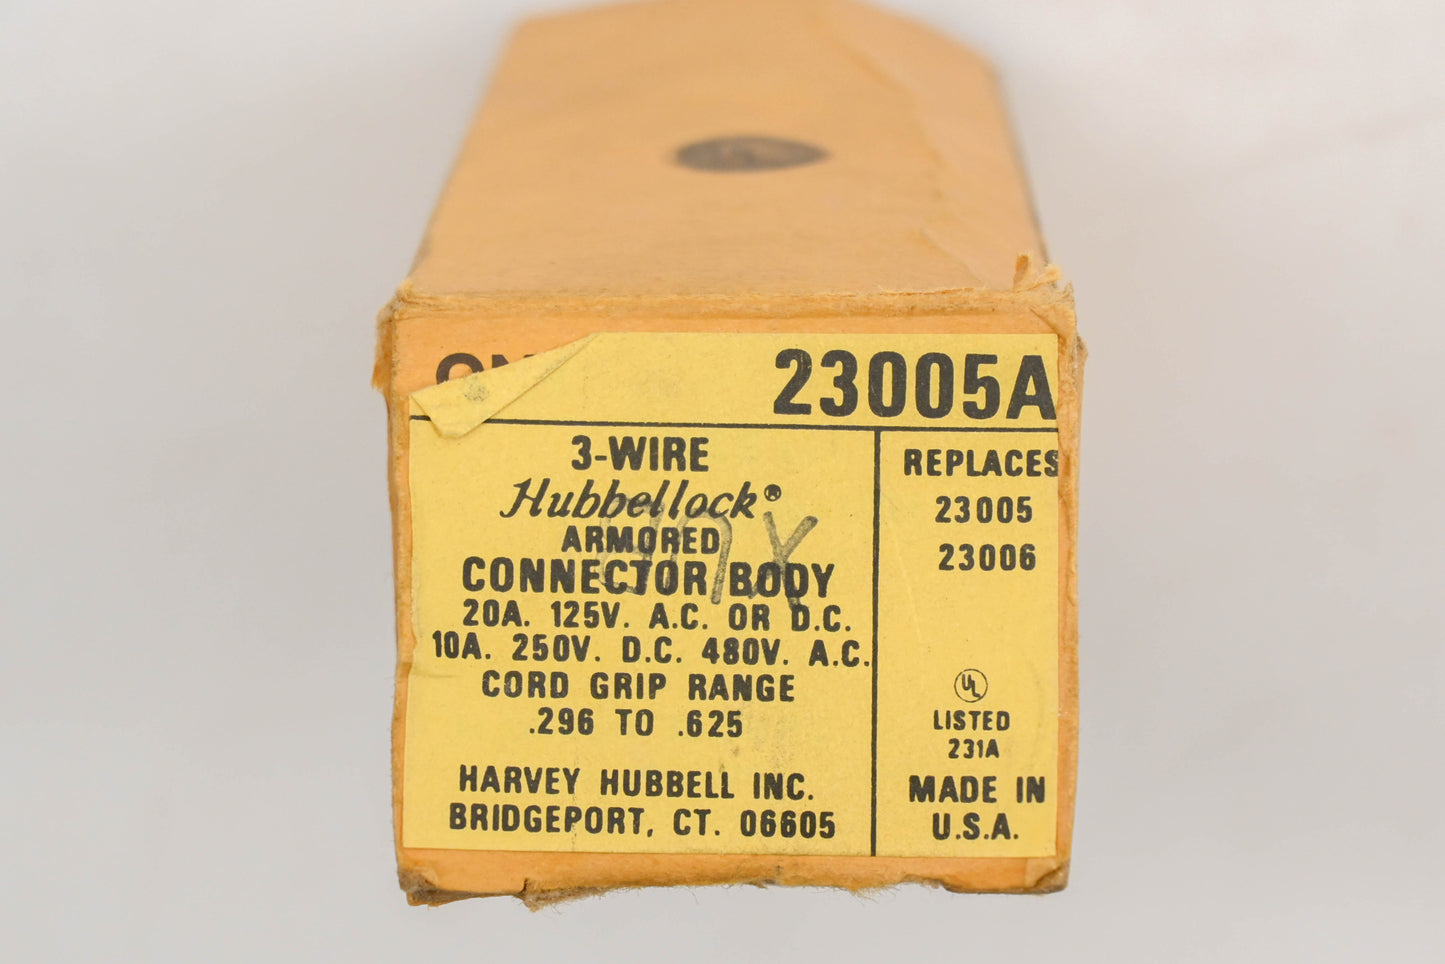 23005A
3-WIRE
Hubbellock®
ARMORED
CONNECTOR BODY
20A. 125V. A.C. OR D.C.
10A. 250V. D.C. 480V. A.C.
CORD GRIP RANGE
.296 TO .625
HARVEY HUBBELL INC.
BRIDGEPORT, CT. 06605
REPLACES
23005
23006
UL
LISTED
231A
MADE IN
U.S.A.